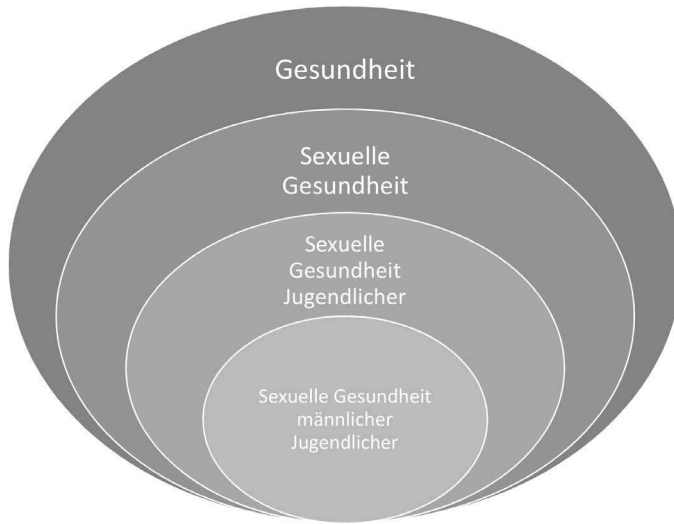 Gesundheit
Sexuelle
Gesundheit
Sexuelle
Gesundheit
Jugendlicher
Sexuelle Gesundheit
männlicher
Jugendlicher